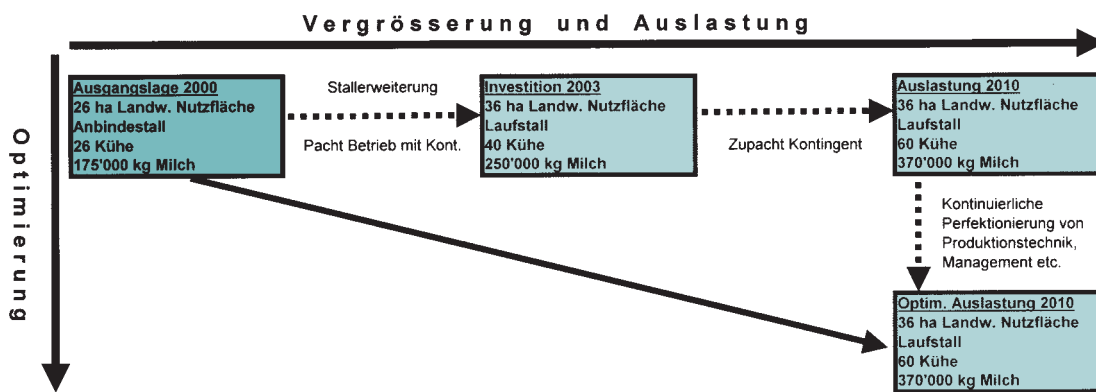 Vergrösserung und Auslastung
Optimierung
Ausgangslage 2000
26 ha Landw. Nutzfläche
Anbindestall
26 Kühe
175'000 kg Milch
Stallerweiterung
Pacht Betrieb mit Kont.
Investition 2003
36 ha Landw. Nutzfläche
Laufstall
40 Kühe
250'000 kg Milch
Zupacht Kontingent
Auslastung 2010
36 ha Landw. Nutzfläche
Laufstall
60 Kühe
370'000 kg Milch
Kontinuierliche
Perfektionierung von
Produktionstechnik,
Management etc.
Optim. Auslastung 2010
36 ha Landw. Nutzfläche
Laufstall
60 Kühe
370'000 kg Milch